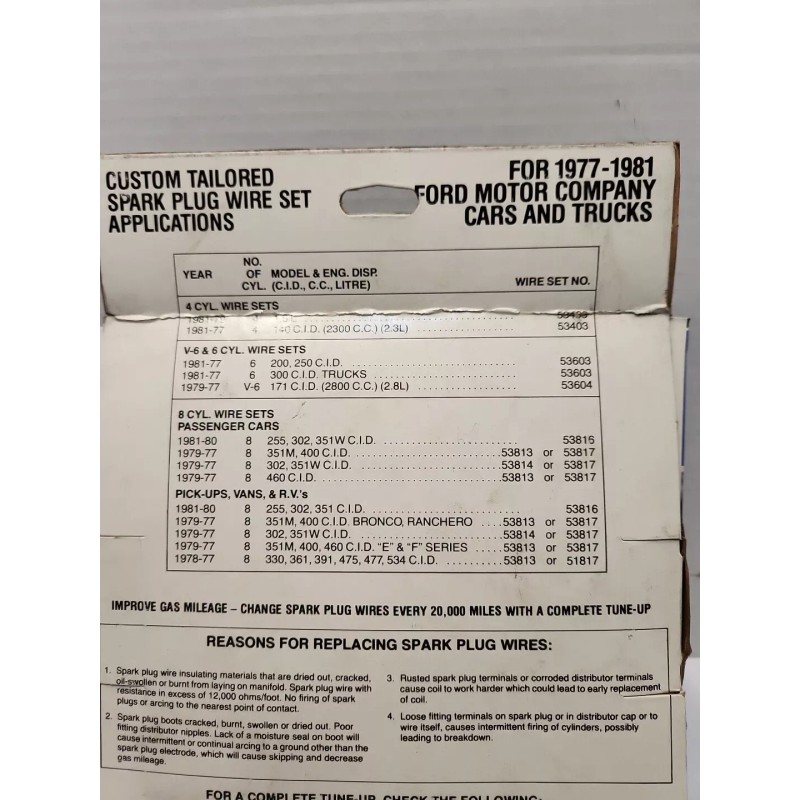 CUSTOM TAILORED
SPARK PLUG WIRE SET
APPLICATIONS
FOR 1977-1981
FORD MOTOR COMPANY
CARS AND TRUCKS
YEAR NO. OF CYL. MODEL & ENG. DISP. (C.I.D., C.C., LITRE) WIRE SET NO.
4 CYL. WIRE SETS
1981-77 4 140 C.I.D. (2300 C.C.) (2.3L) 53403
V-6 & 6 CYL. WIRE SETS
1981-77 6 200, 250 C.I.D. 53603
1981-77 6 300 C.I.D. TRUCKS 53603
1979-77 V-6 171 C.I.D. (2800 C.C.) (2.8L) 53604
8 CYL. WIRE SETS
PASSENGER CARS
1981-80 8 255, 302, 351W C.I.D. 53816
1979-77 8 351M, 400 C.I.D. 53813 or 53817
1979-77 8 302, 351W C.I.D. 53814 or 53817
1979-77 8 460 C.I.D. 53813 or 53817
PICK-UPS, VANS, & R.V.'s
1981-80 8 255, 302, 351 C.I.D. 53816
1979-77 8 351M, 400 C.I.D. BRONCO, RANCHERO 53813 or 53817
1979-77 8 302, 351W C.I.D. 53814 or 53817
1979-77 8 351M, 400, 460 C.I.D. "E" & "F" SERIES 53813 or 53817
1978-77 8 330, 361, 391, 475, 477, 534 C.I.D. 53813 or 51817
IMPROVE GAS MILEAGE – CHANGE SPARK PLUG WIRES EVERY 20,000 MILES WITH A COMPLETE TUNE-UP
REASONS FOR REPLACING SPARK PLUG WIRES:
1. Spark plug wire insulating materials that are dried out, cracked,
oil-swollen or burnt from laying on manifold. Spark plug wire with
resistance in excess of 12,000 ohms/foot. No firing of spark
plugs or arcing to the nearest point of contact.
2. Spark plug boots cracked, burnt, swollen or dried out. Poor
fitting distributor nipples. Lack of a moisture seal on boot will
cause intermittent or continual arcing to a ground other than the
spark plug electrode, which will cause skipping and decrease
gas mileage.
3. Rusted spark plug terminals or corroded distributor terminals
cause coil to work harder which could lead to early replacement
of coil.
4. Loose fitting terminals on spark plug or in distributor cap or to
wire itself, causes intermittent firing of cylinders, possibly
leading to breakdown.
FOR A COMPLETE TUNE-UP, CHECK THE FOLLOWING: